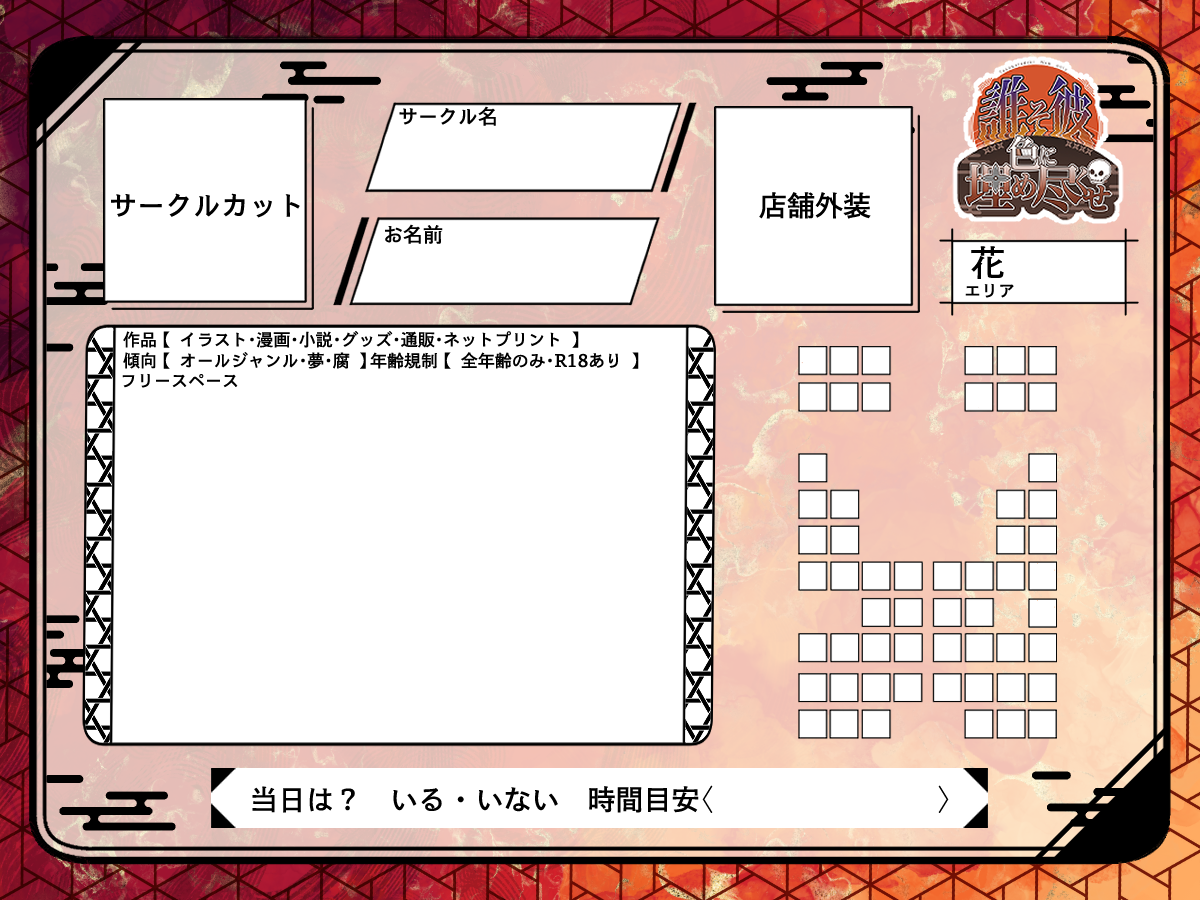 サークルカット
サークル名
お名前
店舗外装
誰そ彼
色に
埋め尽くせ
花
エリア
作品【 イラスト・漫画・小説・グッズ・通販・ネットプリント 】
傾向【 オールジャンル・夢・腐 】年齢規制【 全年齢のみ・R18あり 】
フリースペース
当日は？ いる・いない 時間目安〈 〉